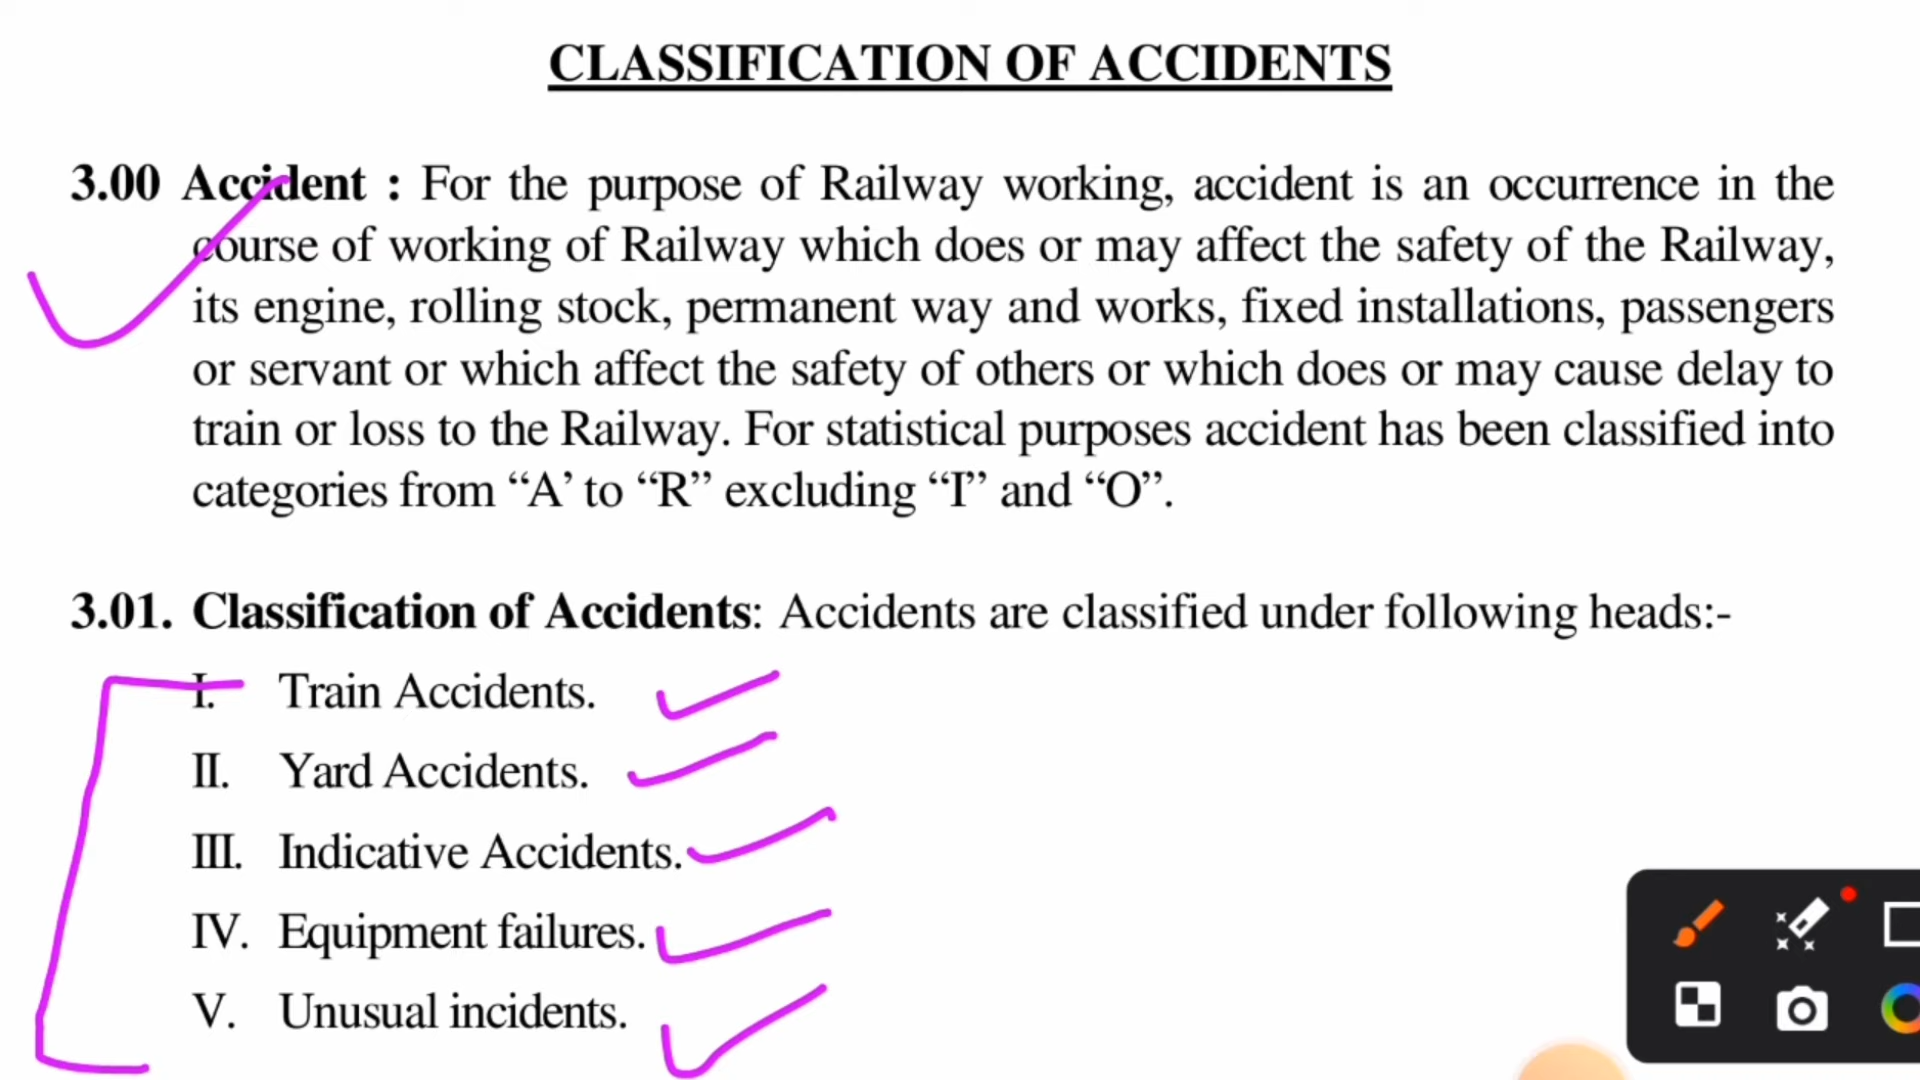 CLASSIFICATION OF ACCIDENTS
3.00 Accident : For the purpose of Railway working, accident is an occurrence in the
course of working of Railway which does or may affect the safety of the Railway,
its engine, rolling stock, permanent way and works, fixed installations, passengers
or servant or which affect the safety of others or which does or may cause delay to
train or loss to the Railway. For statistical purposes accident has been classified into
categories from “A’ to “R” excluding “I” and “O”.
3.01. Classification of Accidents: Accidents are classified under following heads:-
I. Train Accidents.
II. Yard Accidents.
III. Indicative Accidents.
IV. Equipment failures.
V. Unusual incidents.